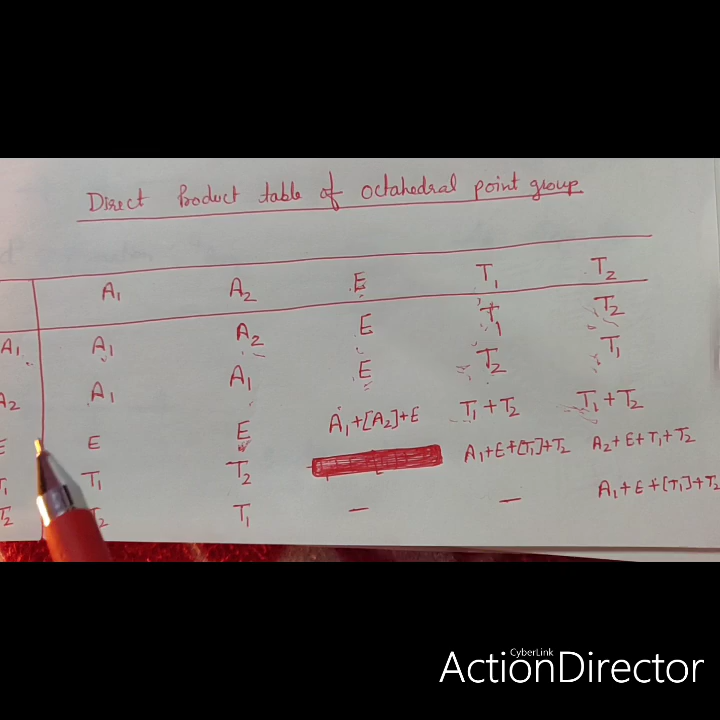 Direct Product table of octahedral point group
A1 A2 E T1 T2
A1 A1 A2 E T1 T2
A2 A1 A1 E T2 T1
E E E A1+[A2]+E T1+T2 T1+T2
T1 T1 T2 A1+E+[T1]+T2 A2+E+T1+T2
T2 T2 T1 — — A1+E+[T1]+T2
CyberLink
ActionDirector